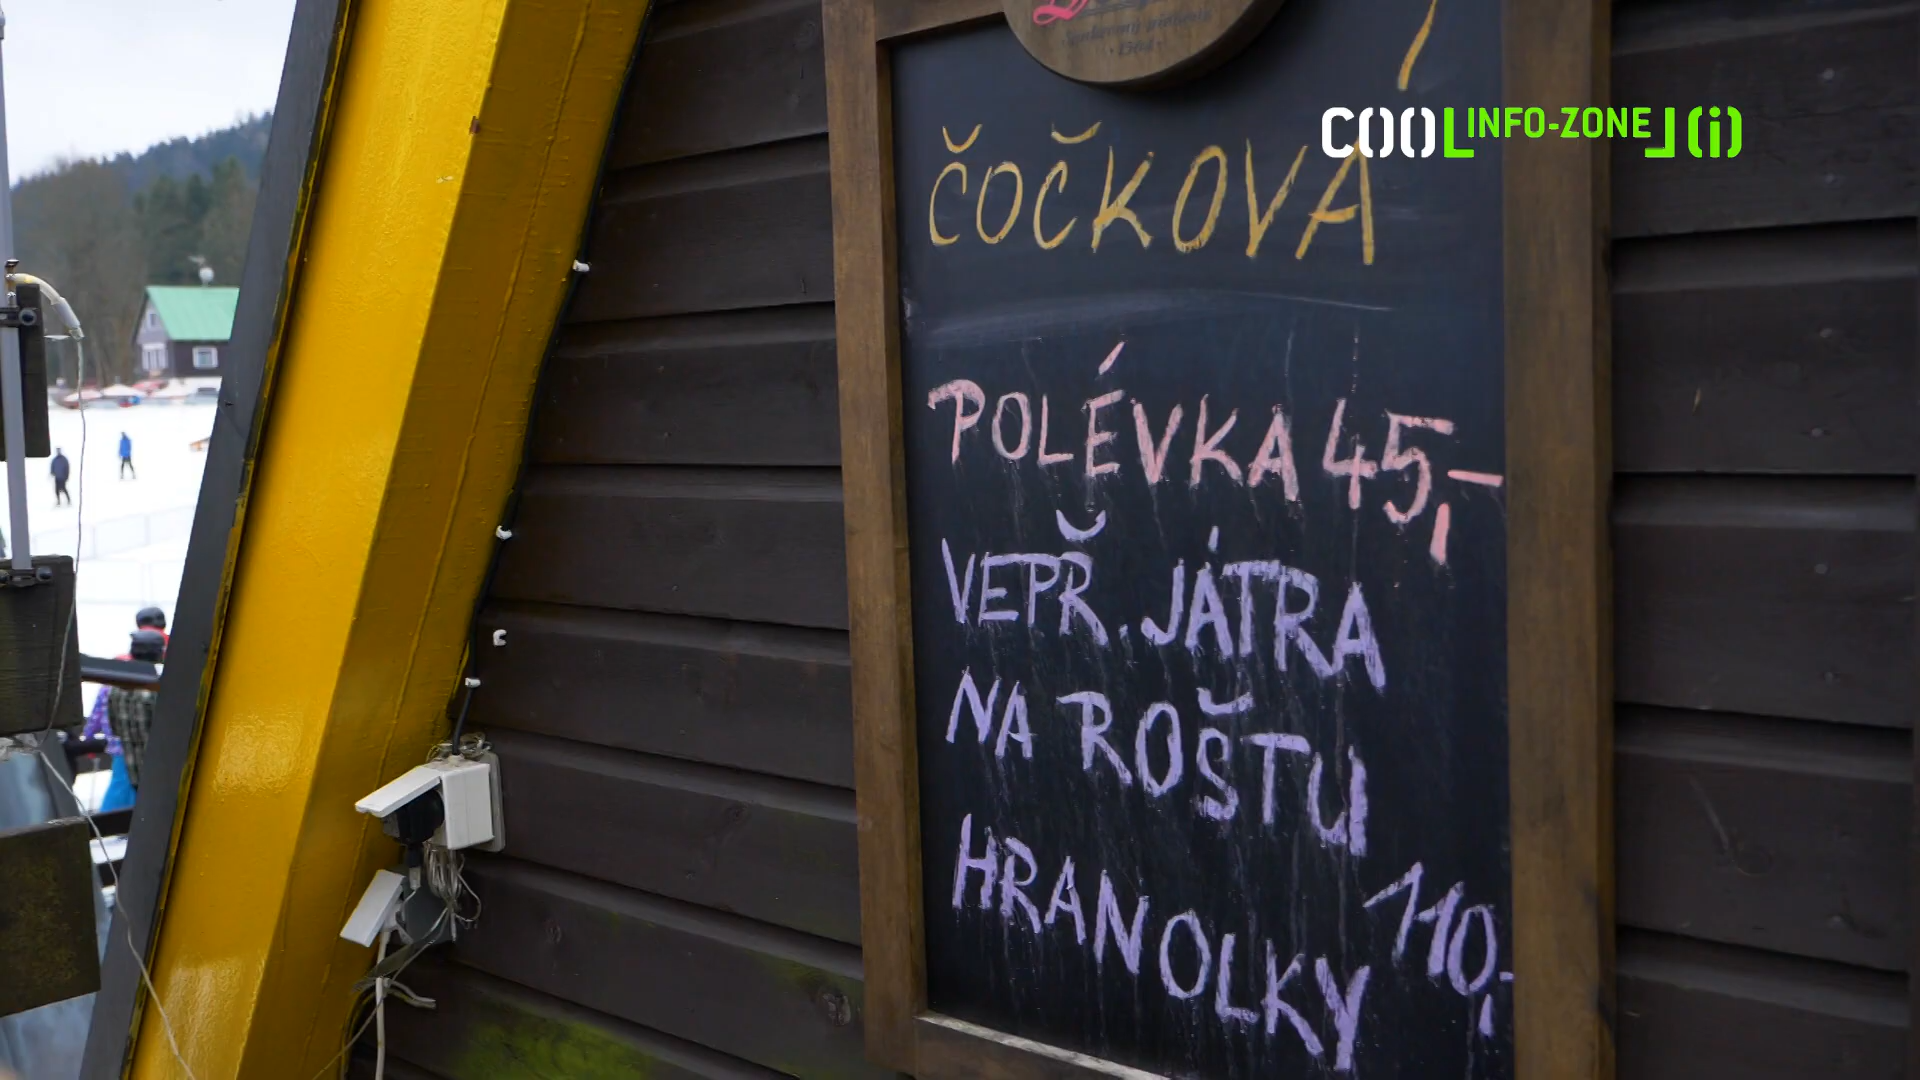 COOL INFO-ZONE (i)
ČOČKOVÁ
POLÉVKA 45,-
VEPŘ. JÁTRA
NA ROŠTU
HRANOLKY 110,-